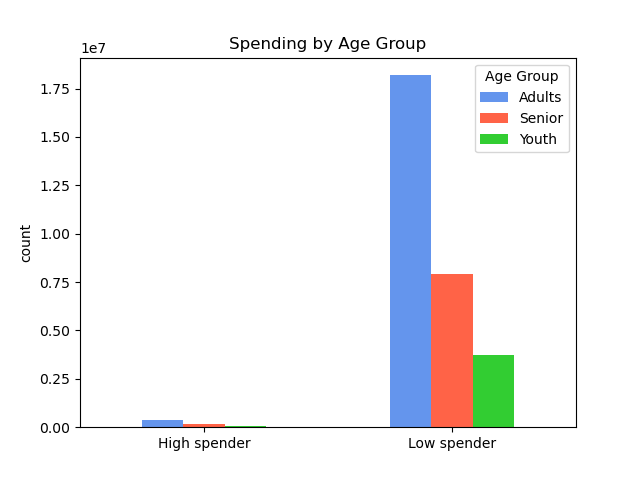 Spending by Age Group
1e7
Age Group
Adults
Senior
Youth
1.75
1.50
1.25
1.00
0.75
0.50
0.25
0.00
count
High spender
Low spender